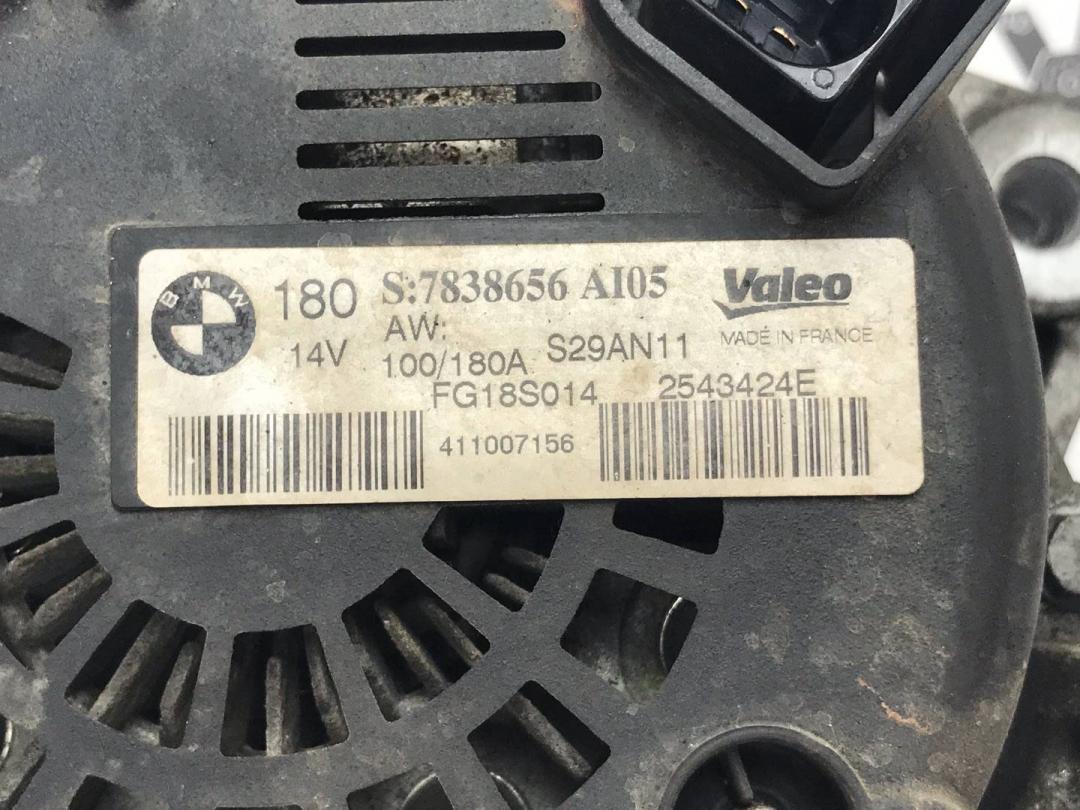 BMW
180 S:7838656 AI05 Valeo
AW: MADE IN FRANCE
14V 100/180A S29AN11
FG18S014 2543424E
411007156